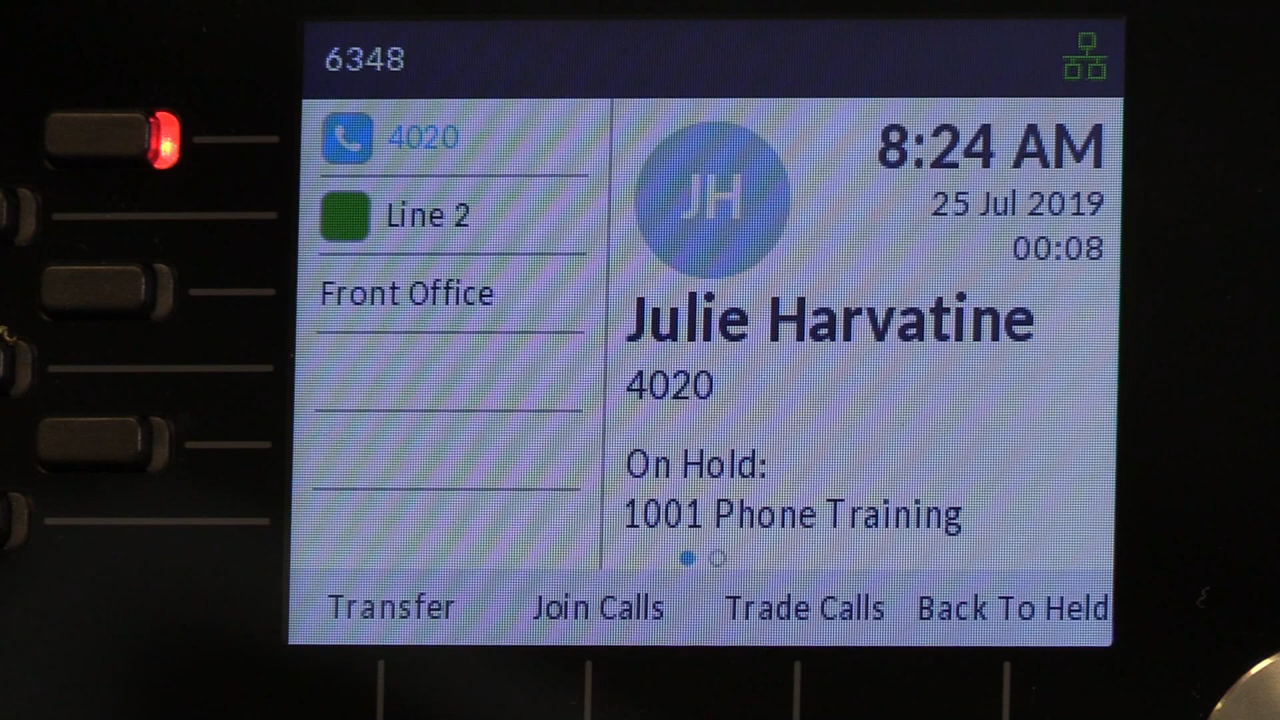 6348
4020
Line 2
Front Office
JH
8:24 AM
25 Jul 2019
00:08
Julie Harvatine
4020
On Hold:
1001 Phone Training
Transfer Join Calls Trade Calls Back To Held